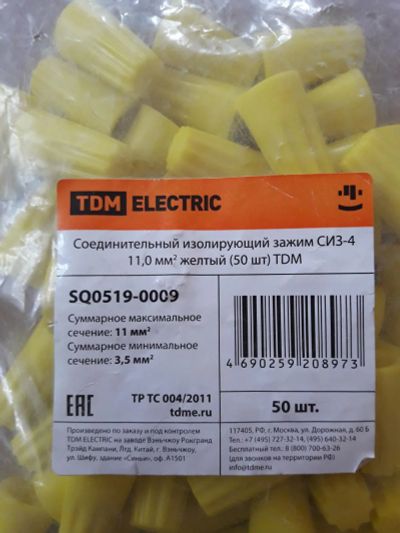 TDM ELECTRIC
Соединительный изолирующий зажим СИЗ-4
11,0 мм² желтый (50 шт) TDM
SQ0519-0009
Суммарное максимальное
сечение: 11 мм²
Суммарное минимальное
сечение: 3,5 мм²
4 690259 208973
ЕАС
ТР ТС 004/2011
tdme.ru
50 шт.
Произведено по заказу и под контролем
TDM ELECTRIC на заводе Вэньчжоу Рокгранд
Трэйд Кампани, Лтд. Китай, г. Вэньчжоу,
ул. Шифу, здание «Синьи», оф. А1501
117405, РФ, г. Москва, ул. Дорожная, д. 60 Б
Тел.: +7 (495) 727-32-14, (495) 640-32-14
Бесплатный тел.: 8 (800) 700-63-26
(для звонков на территории РФ)
info@tdme.ru